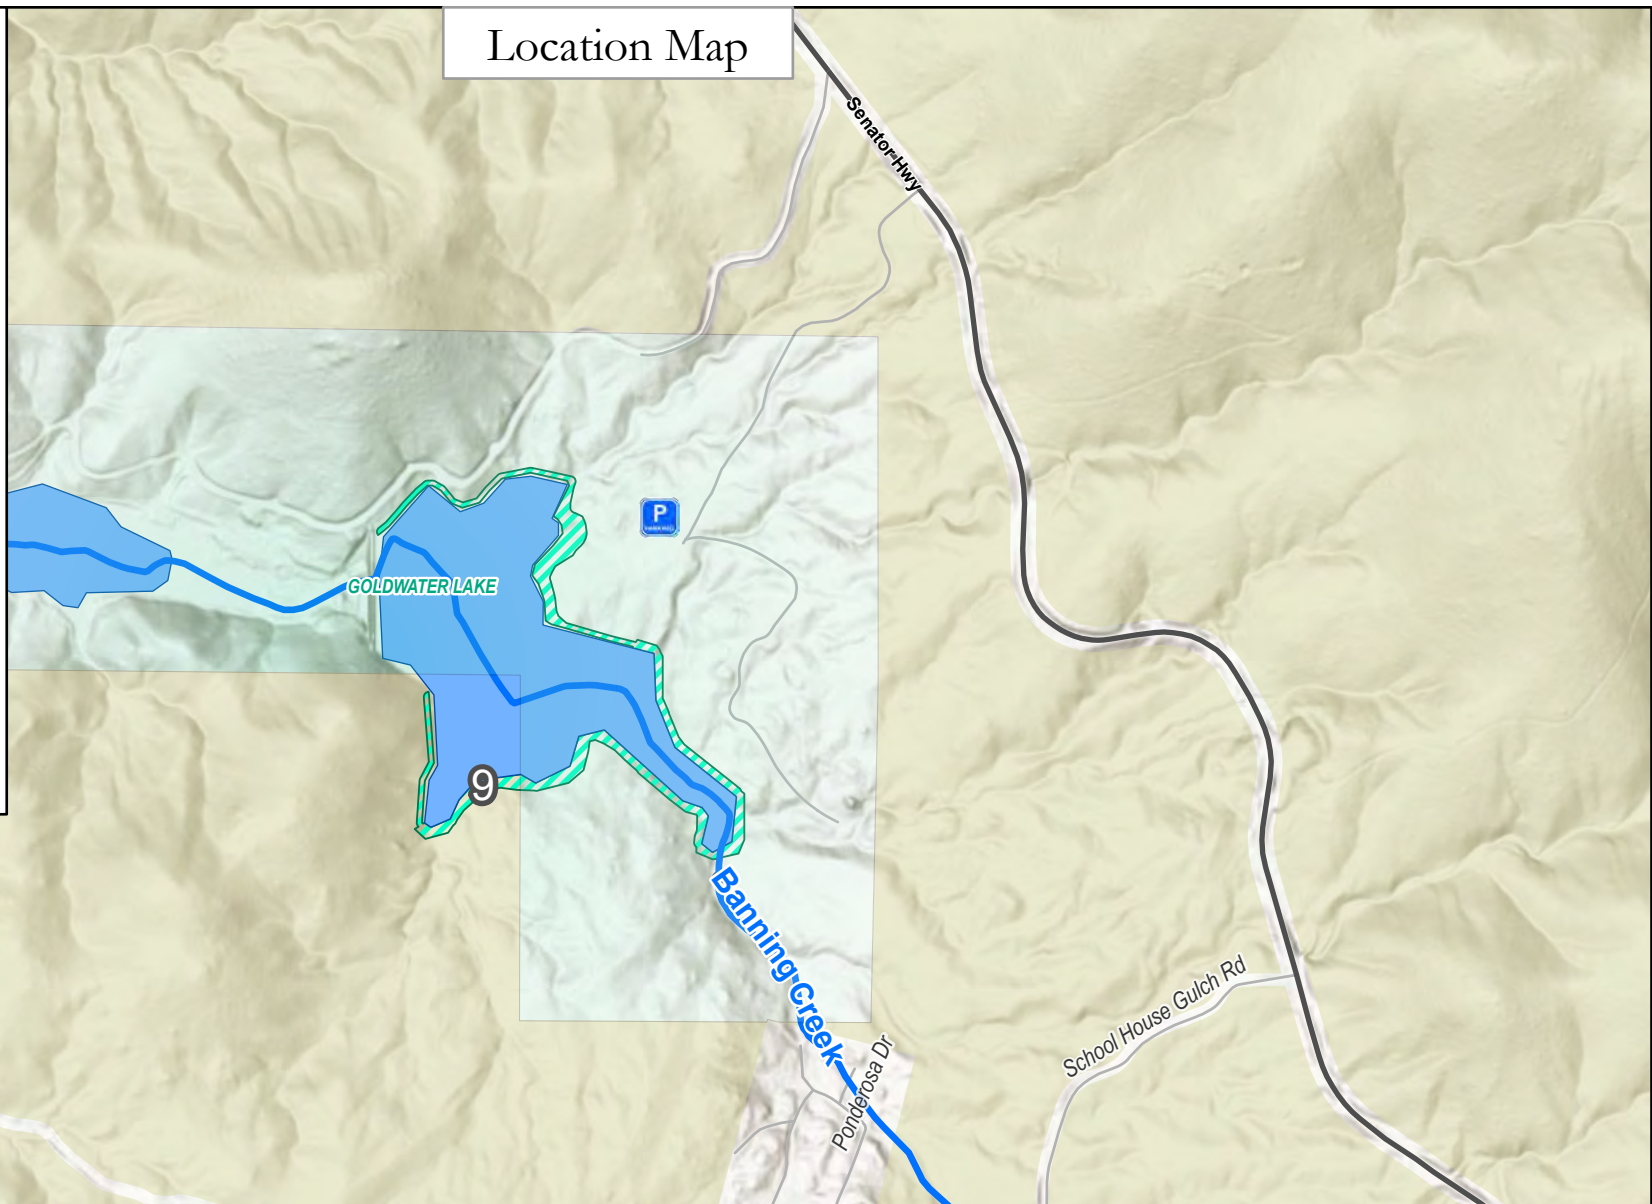 Location Map
Senator Hwy
P
GOLDWATER LAKE
9
Banning Creek
School House Gulch Rd
Ponderosa Dr